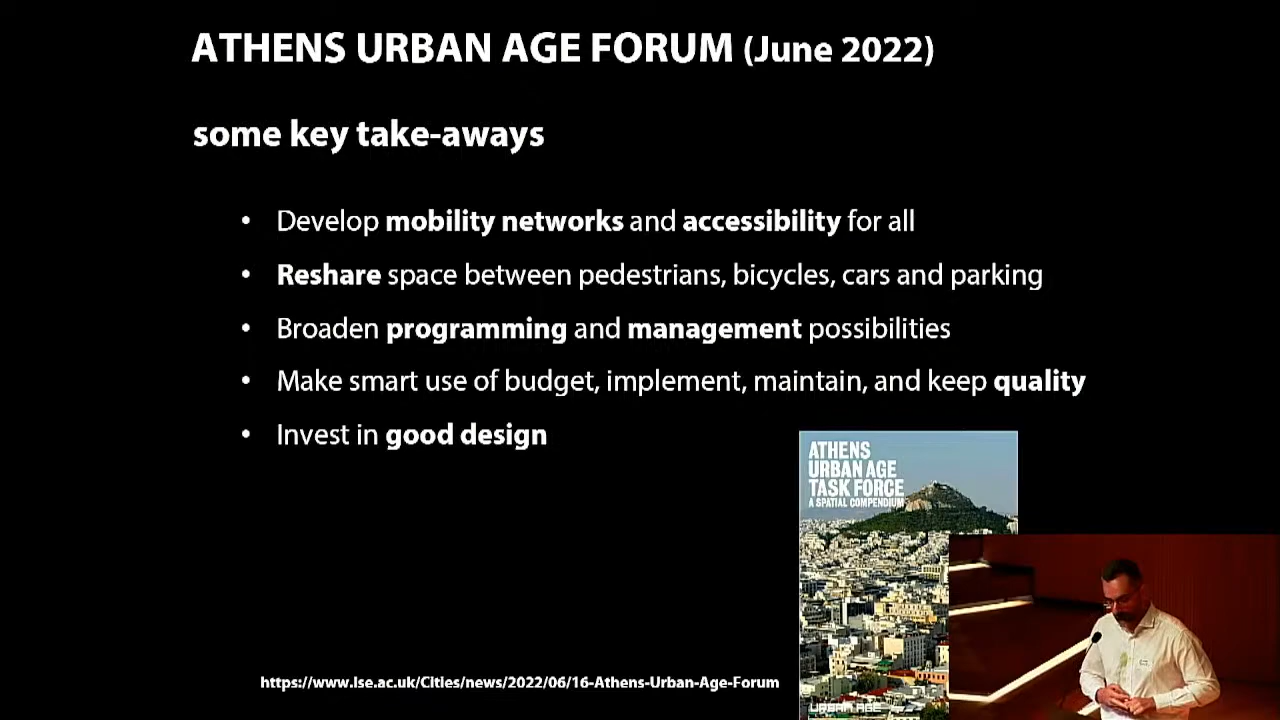 ATHENS URBAN AGE FORUM (June 2022)
some key take-aways
• Develop mobility networks and accessibility for all
• Reshare space between pedestrians, bicycles, cars and parking
• Broaden programming and management possibilities
• Make smart use of budget, implement, maintain, and keep quality
• Invest in good design
ATHENS
URBAN AGE
TASK FORCE
A SPATIAL COMPENDIUM
URBAN AGE
https://www.lse.ac.uk/Cities/news/2022/06/16-Athens-Urban-Age-Forum